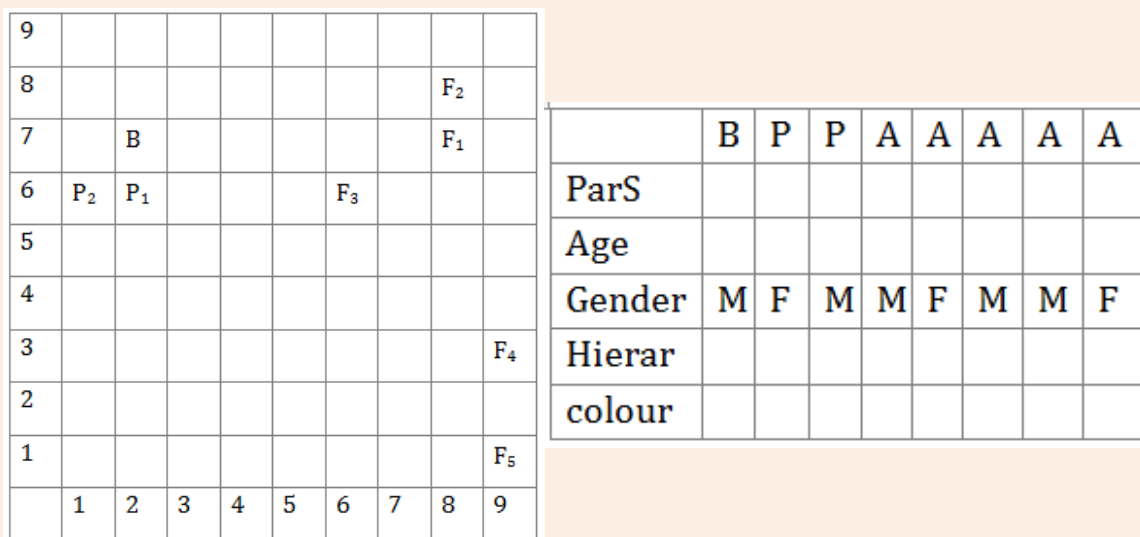 9
8 F₂
7 B F₁
6 P₂ P₁ F₃
5
4
3 F₄
2
1 F₅
1 2 3 4 5 6 7 8 9
B P P A A A A A
ParS
Age
Gender M F M M F M M F
Hierar
colour